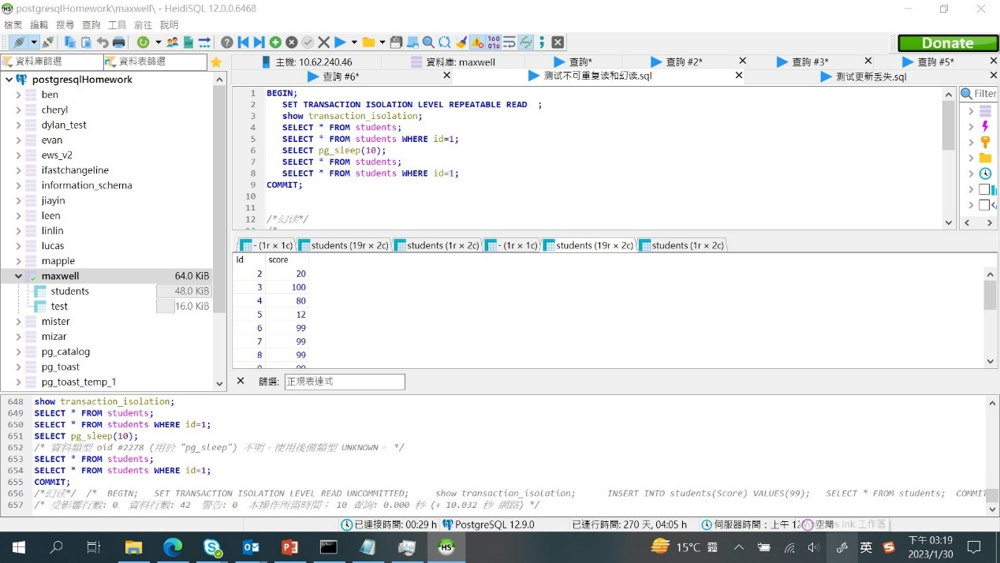 postgresqlHomework\maxwell\ - HeidiSQL 12.0.0.6468
檔案 編輯 搜尋 查詢 工具 前往 說明
Donate
資料庫篩選 資料表篩選
主機: 10.62.240.46 資料庫: maxwell 查詢* 查詢 #2* 查詢 #3* 查詢 #5*
查詢 #6* 测试不可重复读和幻读.sql 测试更新丢失.sql
postgresqlHomework
ben
cheryl
dylan_test
evan
ews_v2
ifastchangeline
information_schema
jiayin
leen
linlin
lucas
mapple
maxwell 64.0 KiB
students 48.0 KiB
test 16.0 KiB
mister
mizar
pg_catalog
pg_toast
pg_toast_temp_1
1 BEGIN;
2 SET TRANSACTION ISOLATION LEVEL REPEATABLE READ ;
3 show transaction_isolation;
4 SELECT * FROM students;
5 SELECT * FROM students WHERE id=1;
6 SELECT pg_sleep(10);
7 SELECT * FROM students;
8 SELECT * FROM students WHERE id=1;
9 COMMIT;
10
11
12 /*幻读*/
Filter
- (1r × 1c) students (19r × 2c) students (1r × 2c) - (1r × 1c) students (19r × 2c) students (1r × 2c)
id score
2 20
3 100
4 80
5 12
6 99
7 99
8 99
篩選: 正規表達式
648 show transaction_isolation;
649 SELECT * FROM students;
650 SELECT * FROM students WHERE id=1;
651 SELECT pg_sleep(10);
652 /* 資料類型 oid #2278 (用於 "pg_sleep") 不明。使用後備類型 UNKNOWN。 */
653 SELECT * FROM students;
654 SELECT * FROM students WHERE id=1;
655 COMMIT;
656 /*幻读*/ /* BEGIN; SET TRANSACTION ISOLATION LEVEL READ UNCOMMITTED; show transaction_isolation; INSERT INTO students(Score) VALUES(99); SELECT * FROM students; COMMIT
657 /* 受影響行數: 0 資料行數: 42 警告: 0 本操作所需時間： 10 查詢: 0.000 秒 (+ 10.032 秒 網路) */
已連接時間: 00:29 h PostgreSQL 12.9.0 已運行時間: 270 天, 04:05 h 伺服器時間：上午 12 空閒 Ink 工作區
15°C 英 下午 03:19
2023/1/30